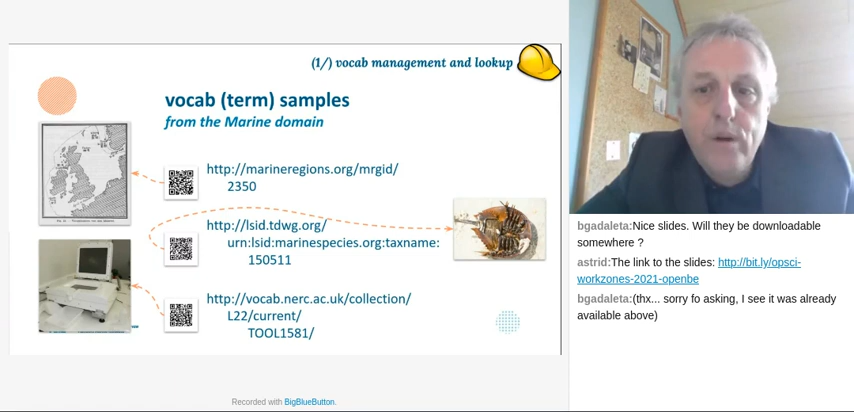 (1/) vocab management and lookup
vocab (term) samples
from the Marine domain
http://marineregions.org/mrgid/
2350
http://lsid.tdwg.org/
urn:lsid:marinespecies.org:taxname:
150511
http://vocab.nerc.ac.uk/collection/
L22/current/
TOOL1581/
Recorded with BigBlueButton.
bgadaleta:Nice slides. Will they be downloadable
somewhere ?
astrid:The link to the slides: http://bit.ly/opsci-
workzones-2021-openbe
bgadaleta:(thx... sorry fo asking, I see it was already
available above)